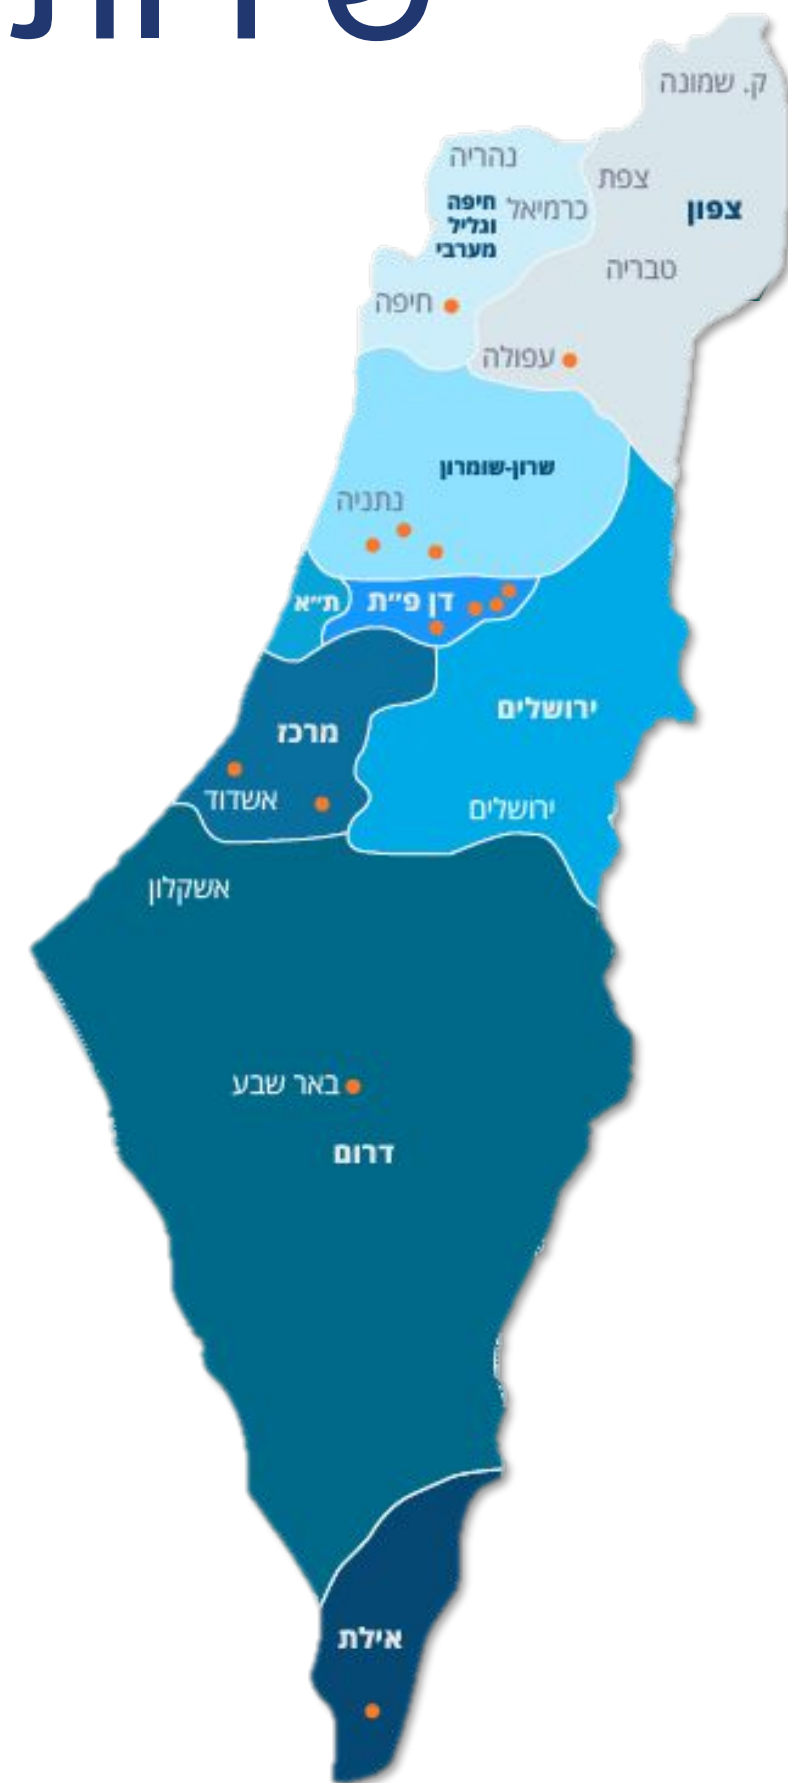 ק. שמונה
נהריה
צפת
חיפה
וגליל
מערבי
כרמיאל
צפון
טבריה
חיפה
עפולה
שרון-שומרון
נתניה
ת״א
דן פ״ת
ירושלים
מרכז
אשדוד
ירושלים
אשקלון
באר שבע
דרום
אילת